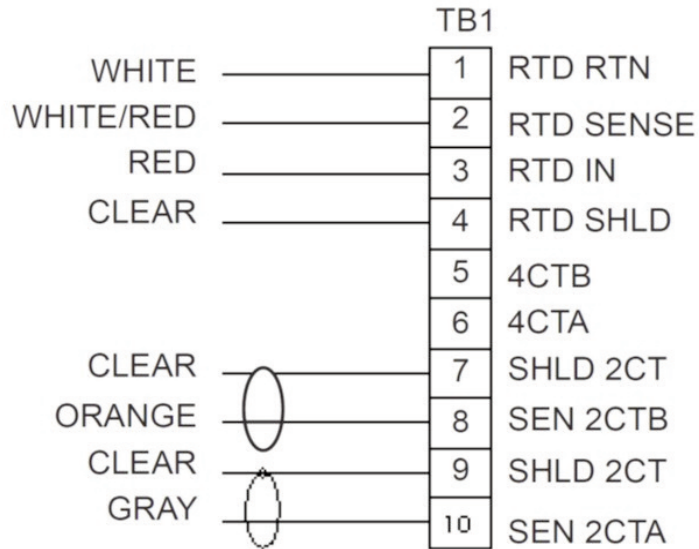 TB1
WHITE 1 RTD RTN
WHITE/RED 2 RTD SENSE
RED 3 RTD IN
CLEAR 4 RTD SHLD
5 4CTB
6 4CTA
CLEAR 7 SHLD 2CT
ORANGE 8 SEN 2CTB
CLEAR 9 SHLD 2CT
GRAY 10 SEN 2CTA